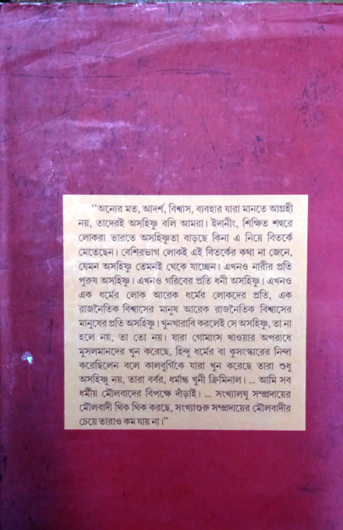 “অন্যের মত, আদর্শ, বিশ্বাস, ব্যবহার যারা মানতে আগ্রহী
নয়, তাদেরই অসহিষ্ণু বলি আমরা। ইদানীং, শিক্ষিত শহুরে
লোকরা ভারতে অসহিষ্ণুতা বাড়ছে কিনা এ নিয়ে বিতর্কে
মেতেছেন। বেশিরভাগ লোকই এই বিতর্কের কথা না জেনে,
যেমন অসহিষ্ণু তেমনই থেকে যাচ্ছেন। এখনও নারীর প্রতি
পুরুষ অসহিষ্ণু। এখনও গরিবের প্রতি ধনী অসহিষ্ণু। এখনও
এক ধর্মের লোক আরেক ধর্মের লোকদের প্রতি, এক
রাজনৈতিক বিশ্বাসের মানুষ আরেক রাজনৈতিক বিশ্বাসের
মানুষের প্রতি অসহিষ্ণু। খুনখারাবি করলেই সে অসহিষ্ণু, তা না
হলে নয়, তা তো নয়। যারা গোমাংস খাওয়ার অপরাধে
মুসলমানদের খুন করেছে, হিন্দু ধর্মের বা কুসংস্কারের নিন্দা
করেছিলেন বলে কালবুর্গিকে যারা খুন করেছে তারা শুধু
অসহিষ্ণু নয়, তারা বর্বর, ধর্মান্ধ খুনী ক্রিমিনাল। ... আমি সব
ধর্মীয় মৌলবাদের বিপক্ষে দাঁড়াই। ... সংখ্যালঘু সম্প্রদায়ের
মৌলবাদী থিক থিক করছে, সংখ্যাগুরু সম্প্রদায়ের মৌলবাদীর
চেয়ে তারাও কম যায় না।”